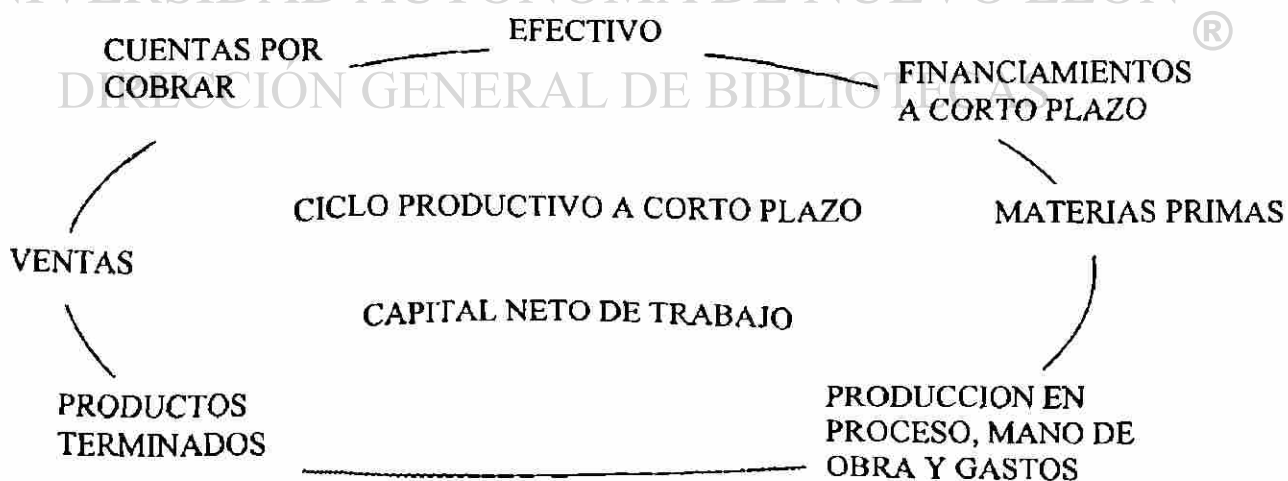 UNIVERSIDAD AUTÓNOMA DE NUEVO LEÓN
®
DIRECCIÓN GENERAL DE BIBLIOTECAS
EFECTIVO
CUENTAS POR
COBRAR
FINANCIAMIENTOS
A CORTO PLAZO
CICLO PRODUCTIVO A CORTO PLAZO
MATERIAS PRIMAS
VENTAS
CAPITAL NETO DE TRABAJO
PRODUCTOS
TERMINADOS
PRODUCCION EN
PROCESO, MANO DE
OBRA Y GASTOS